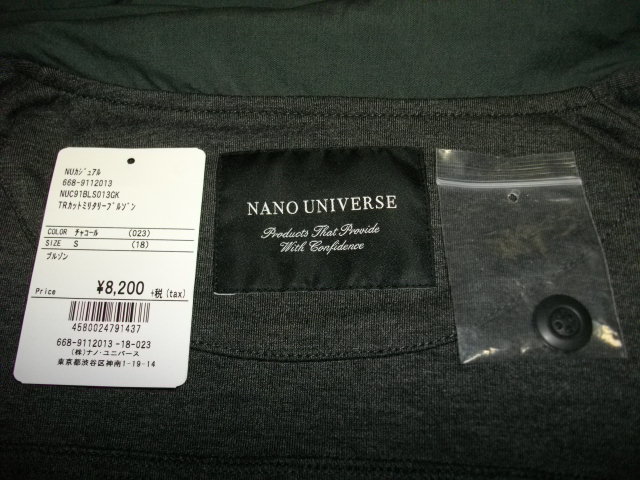 NUカジュアル
668-9112013
NUC91BLS013GK
TRカットミリタリーブルゾン
COLOR チャコール (023)
SIZE S (18)
ブルゾン
Price ¥8,200 +税(tax)
4580024791437
668-9112013 -18-023
(株)ナノ・ユニバース
東京都渋谷区神南1-19-14
NANO UNIVERSE
Products That Provide
With Confidence